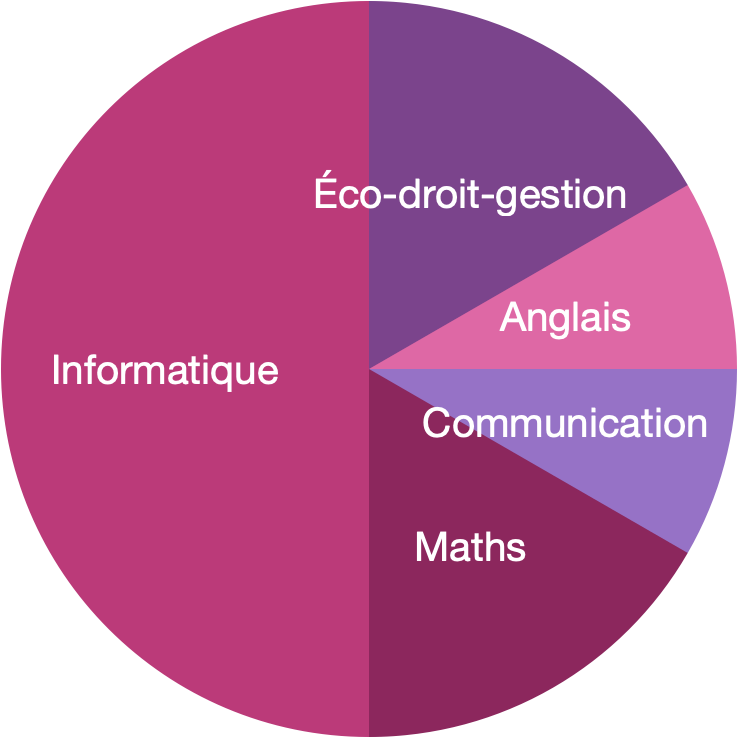 Éco-droit-gestion
Anglais
Informatique
Communication
Maths